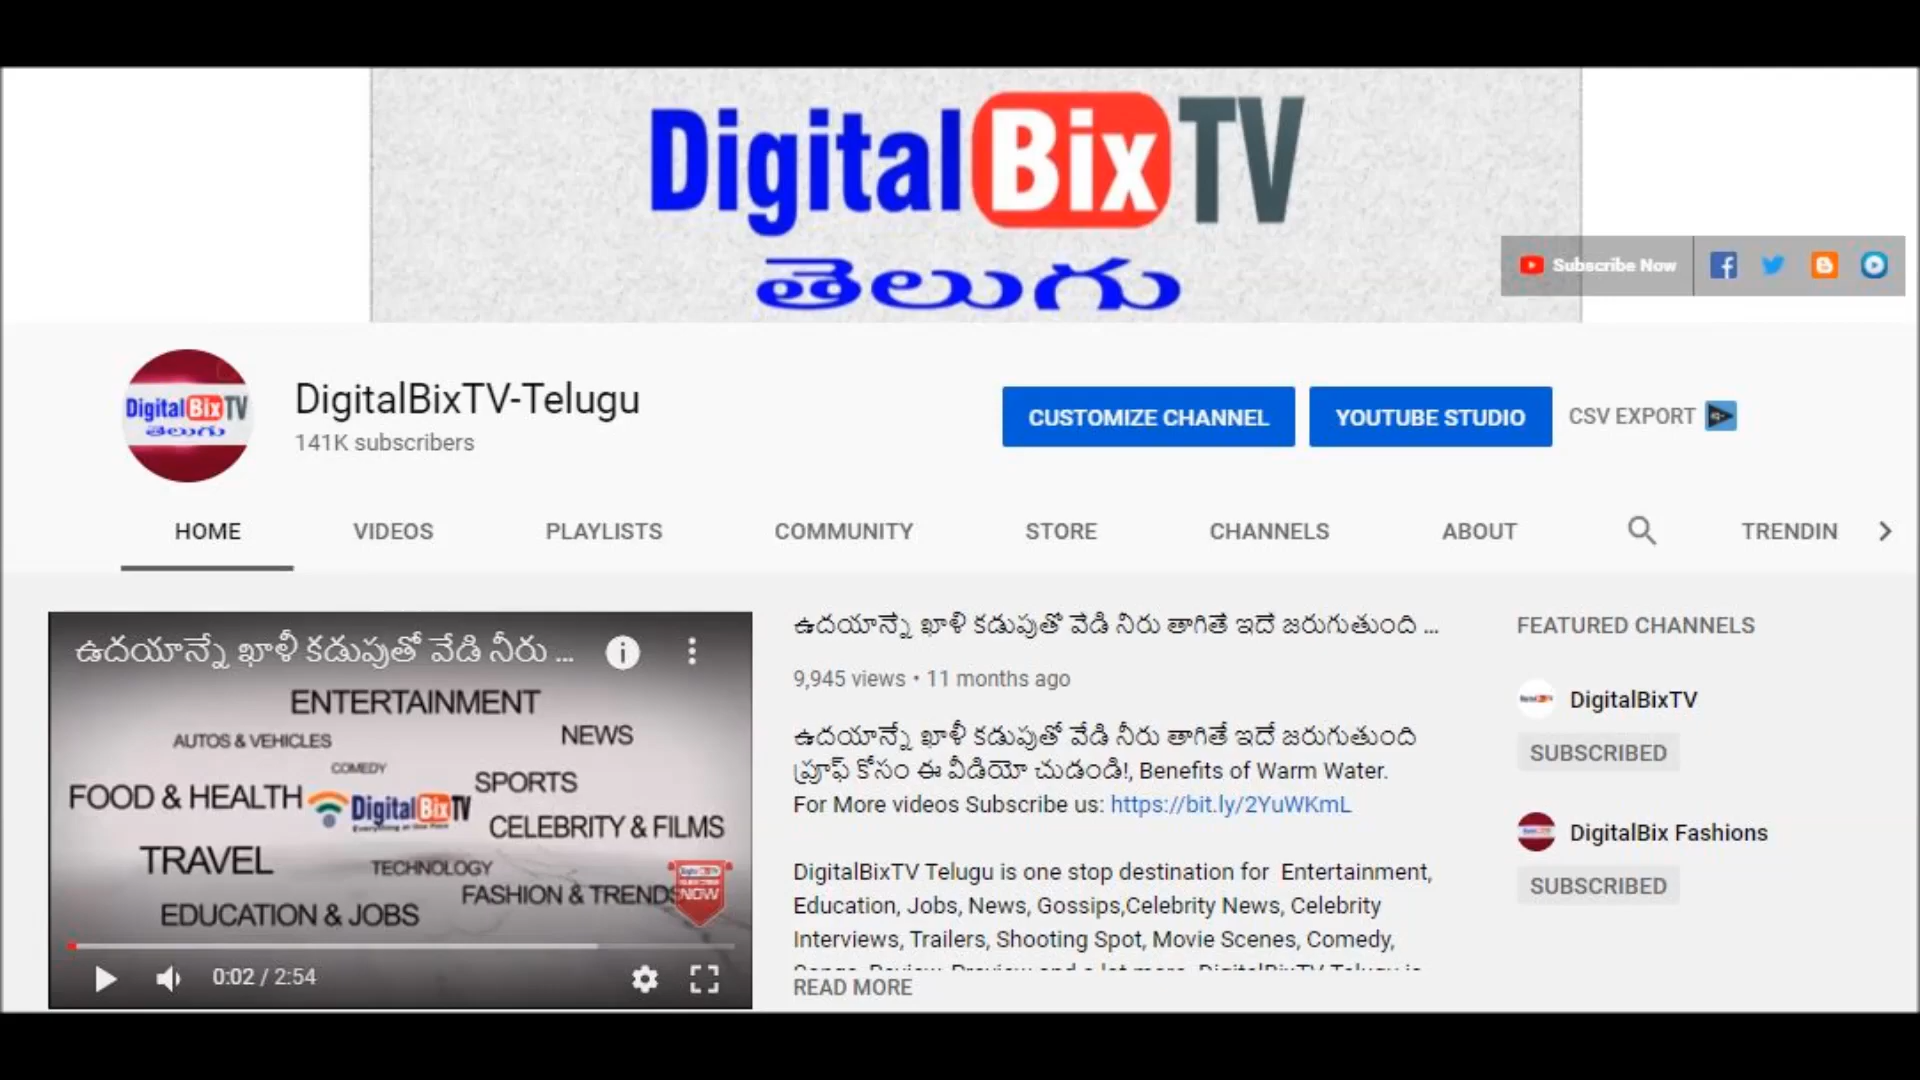 DigitalBixTV
తెలుగు
Subscribe Now
DigitalBixTV
తెలుగు
DigitalBixTV-Telugu
141K subscribers
CUSTOMIZE CHANNEL
YOUTUBE STUDIO
CSV EXPORT
HOME
VIDEOS
PLAYLISTS
COMMUNITY
STORE
CHANNELS
ABOUT
TRENDIN
ఉదయాన్నే ఖాళీ కడుపుతో వేడి నీరు ...
ENTERTAINMENT
AUTOS & VEHICLES
NEWS
COMEDY
SPORTS
FOOD & HEALTH
DigitalBixTV
CELEBRITY & FILMS
TRAVEL
TECHNOLOGY
FASHION & TRENDS
NOW
EDUCATION & JOBS
0:02 / 2:54
ఉదయాన్నే ఖాళీ కడుపుతో వేడి నీరు తాగితే ఇదే జరుగుతుంది ...
9,945 views • 11 months ago
ఉదయాన్నే ఖాళీ కడుపుతో వేడి నీరు తాగితే ఇదే జరుగుతుంది
ప్రూఫ్ కోసం ఈ వీడియో చుడండి!, Benefits of Warm Water.
For More videos Subscribe us: https://bit.ly/2YuWKmL
DigitalBixTV Telugu is one stop destination for Entertainment,
Education, Jobs, News, Gossips,Celebrity News, Celebrity
Interviews, Trailers, Shooting Spot, Movie Scenes, Comedy,
READ MORE
FEATURED CHANNELS
DigitalBixTV
SUBSCRIBED
DigitalBix Fashions
SUBSCRIBED